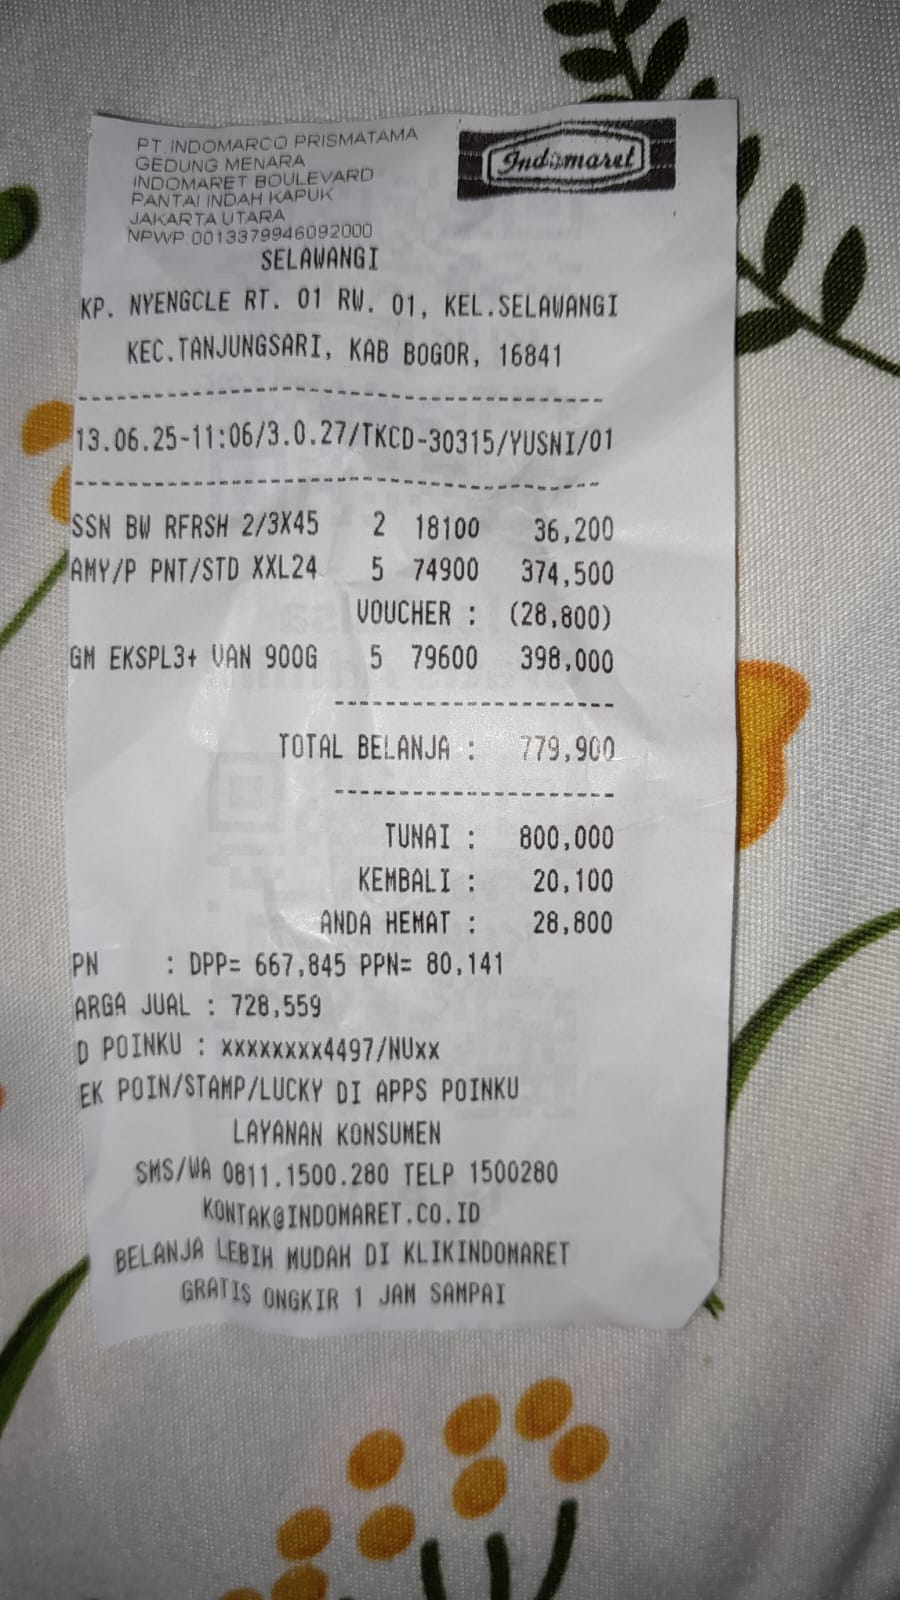 PT.INDOMARCO PRISMATAMA
GEDUNG MENARA
INDOMARET BOULEVARD
PANTAI INDAH KAPUK
JAKARTA UTARA
NPWP:0013379946092000
Indomaret
SELAWANGI
KP. NYENGCLE RT. 01 RW. 01, KEL.SELAWANGI
KEC.TANJUNGSARI, KAB BOGOR, 16841
13.06.25-11:06/3.0.27/TKCD-30315/YUSNI/01
SSN BW RFRSH 2/3X45 2 18100 36,200
AMY/P PNT/STD XXL24 5 74900 374,500
VOUCHER : (28,800)
GM EKSPL3+ VAN 900G 5 79600 398,000
TOTAL BELANJA : 779,900
TUNAI : 800,000
KEMBALI : 20,100
ANDA HEMAT : 28,800
PN : DPP= 667,845 PPN= 80,141
ARGA JUAL : 728,559
D POINKU : xxxxxxxx4497/NUxx
EK POIN/STAMP/LUCKY DI APPS POINKU
LAYANAN KONSUMEN
SMS/WA 0811.1500.280 TELP 1500280
KONTAK@INDOMARET.CO.ID
BELANJA LEBIH MUDAH DI KLIKINDOMARET
GRATIS ONGKIR 1 JAM SAMPAI